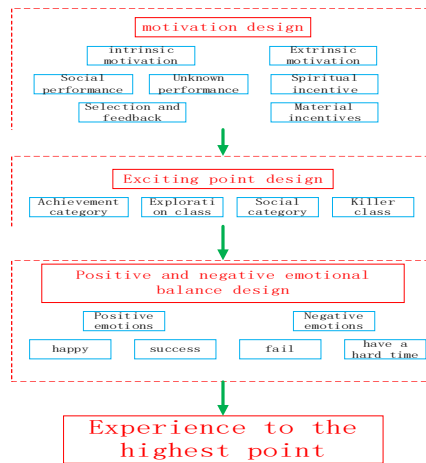 motivation design
intrinsic
motivation
Extrinsic
motivation
Social
performance
Unknown
performance
Spiritual
incentive
Selection and
feedback
Material
incentives
Exciting point design
Achievement
category
Explorati
on class
Social
category
Killer
class
Positive and negative emotional
balance design
Positive
emotions
Negative
emotions
happy
success
fail
have a
hard time
Experience to the
highest point